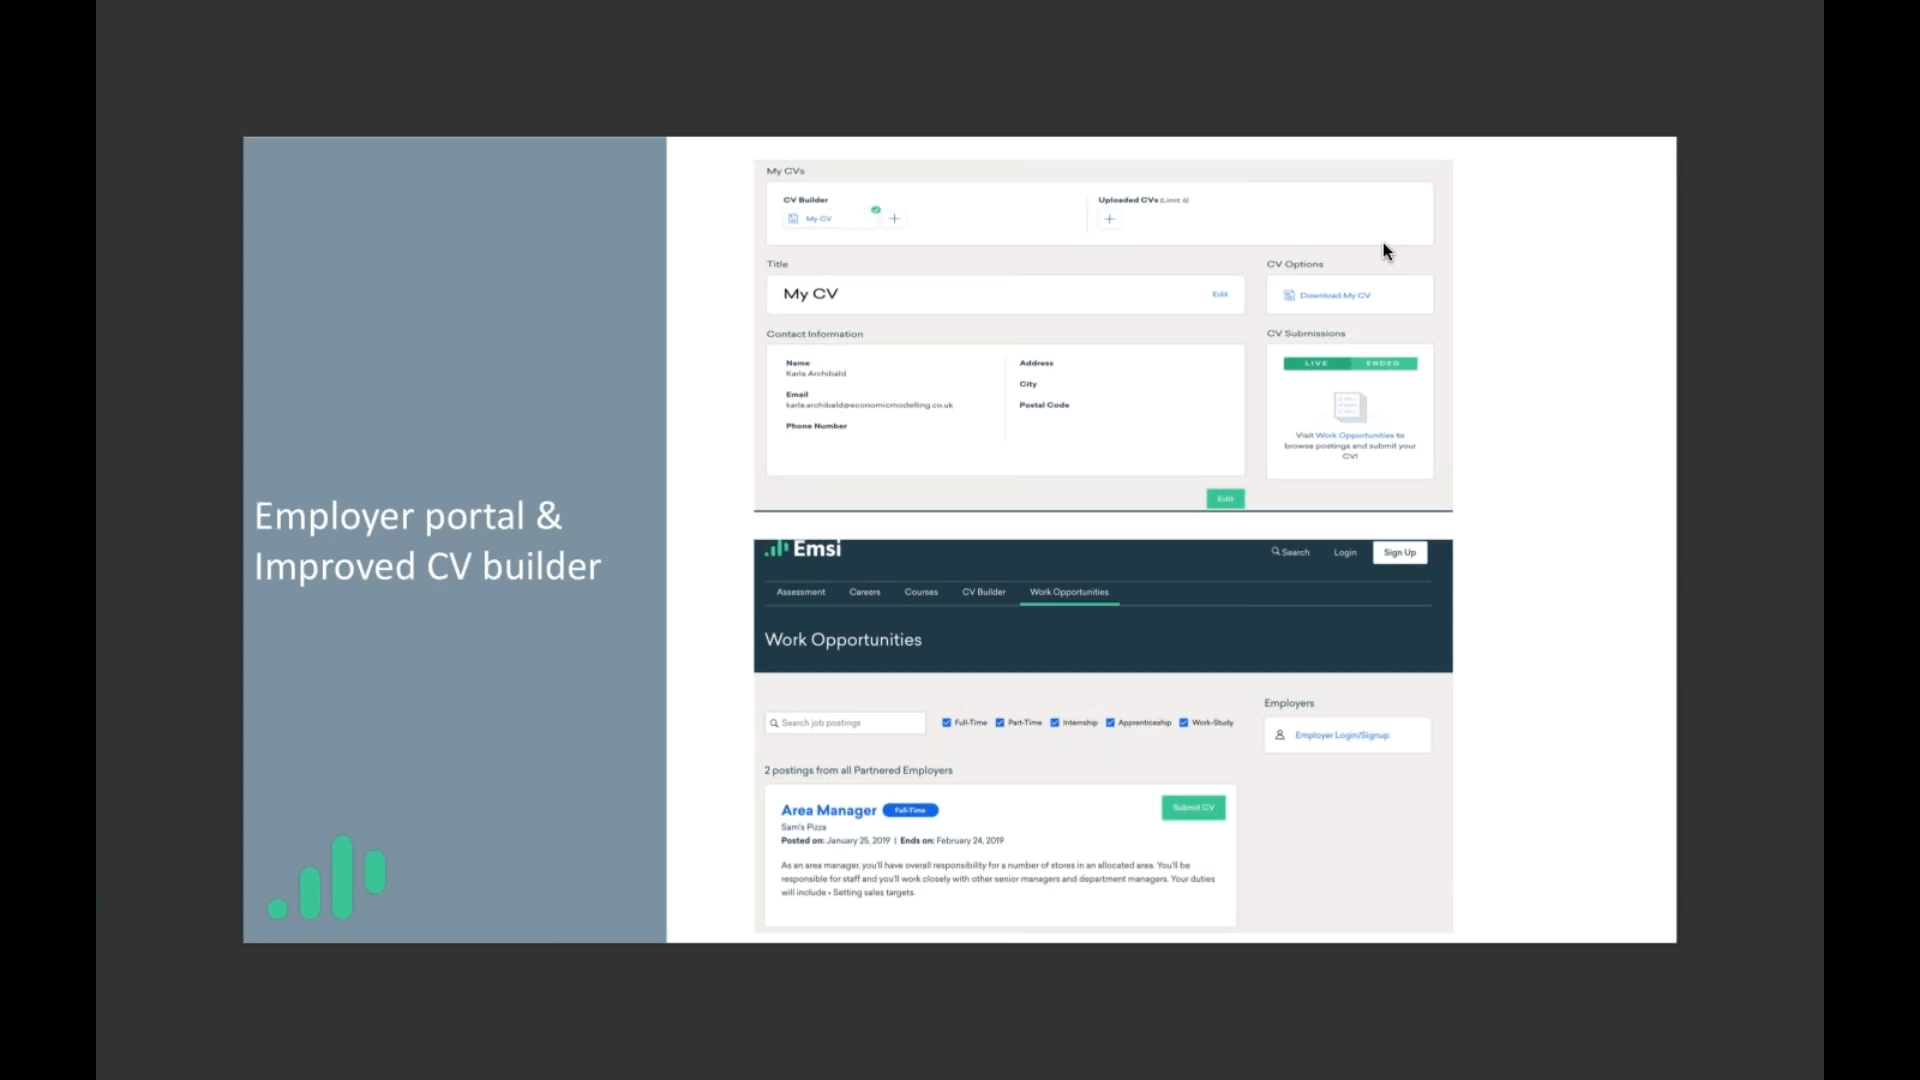 Employer portal &
Improved CV builder
My CVs
CV Builder
My CV
Uploaded CVs (Limit: 6)
Title
My CV
Edit
CV Options
Download My CV
Contact Information
Name
Karla Archibald
Email
karla.archibald@economicmodelling.co.uk
Phone Number
Address
City
Postal Code
CV Submissions
LIVE ENDED
Visit Work Opportunities to
browse postings and submit your
CV!
Edit
Emsi
Search Login Sign Up
Assessment Careers Courses CV Builder Work Opportunities
Work Opportunities
Search job postings
Full-Time Part-Time Internship Apprenticeship Work-Study
Employers
Employer Login/Signup
2 postings from all Partnered Employers
Area Manager Full-Time
Submit CV
Sam's Pizza
Posted on: January 25, 2019 | Ends on: February 24, 2019
As an area manager, you'll have overall responsibility for a number of stores in an allocated area. You'll be
responsible for staff and you'll work closely with other senior managers and department managers. Your duties
will include • Setting sales targets.